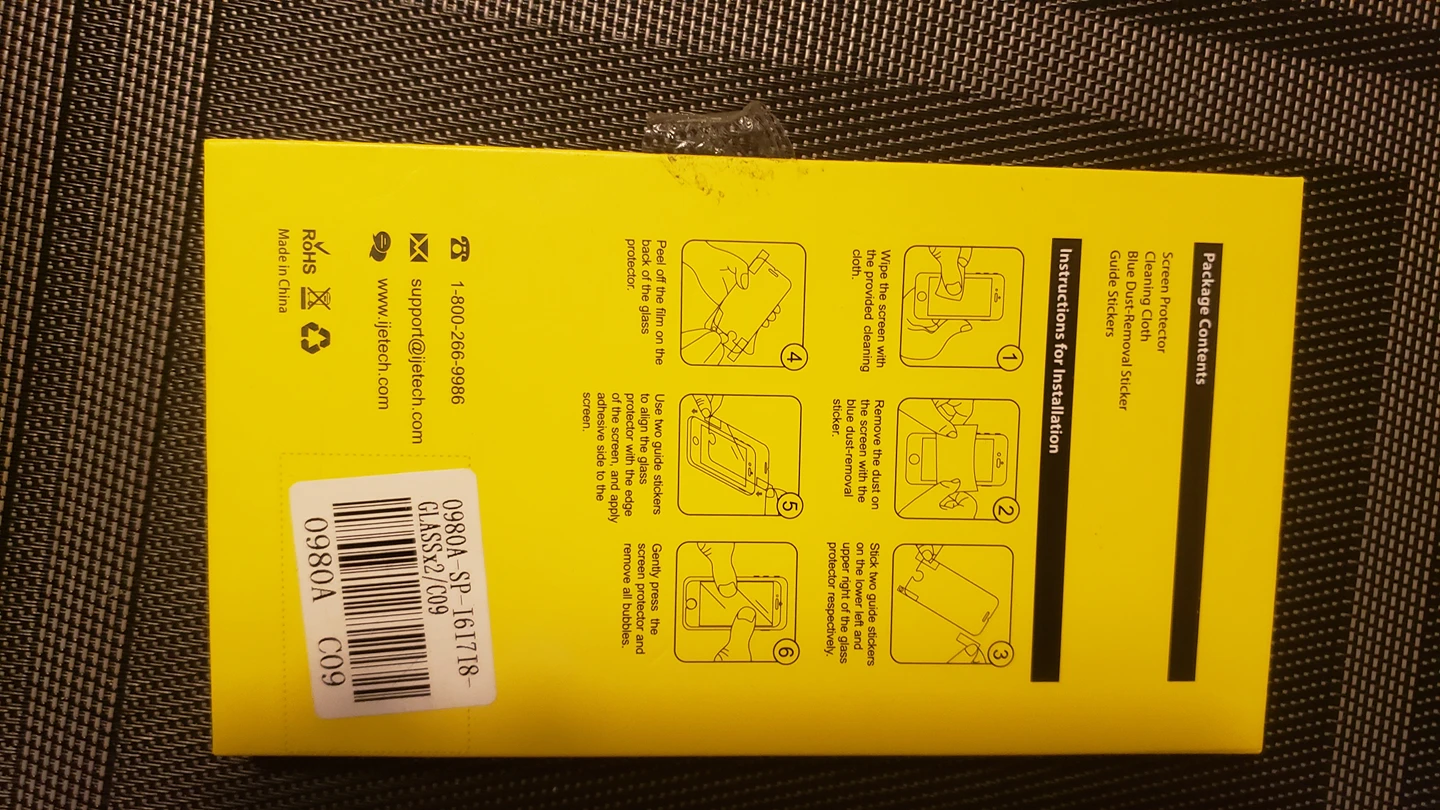 Package Contents
Screen Protector
Cleaning Cloth
Blue Dust-Removal Sticker
Guide Stickers
Instructions for Installation
1
Wipe the screen with
the provided cleaning
cloth.
2
Remove the dust on
the screen with the
blue dust-removal
sticker.
3
Stick two guide stickers
on the lower left and
upper right of the glass
protector respectively.
4
Peel off the film on the
back of the glass
protector.
5
Use two guide stickers
to align the glass
protector with the edge
of the screen, and apply
adhesive side to the
screen.
6
Gently press the
screen protector and
remove all bubbles.
1-800-266-9986
support@ijetech.com
www.ijetech.com
RoHS
Made in China
0980A-SP-I61718-
GLASSx2/C09
0980A C09